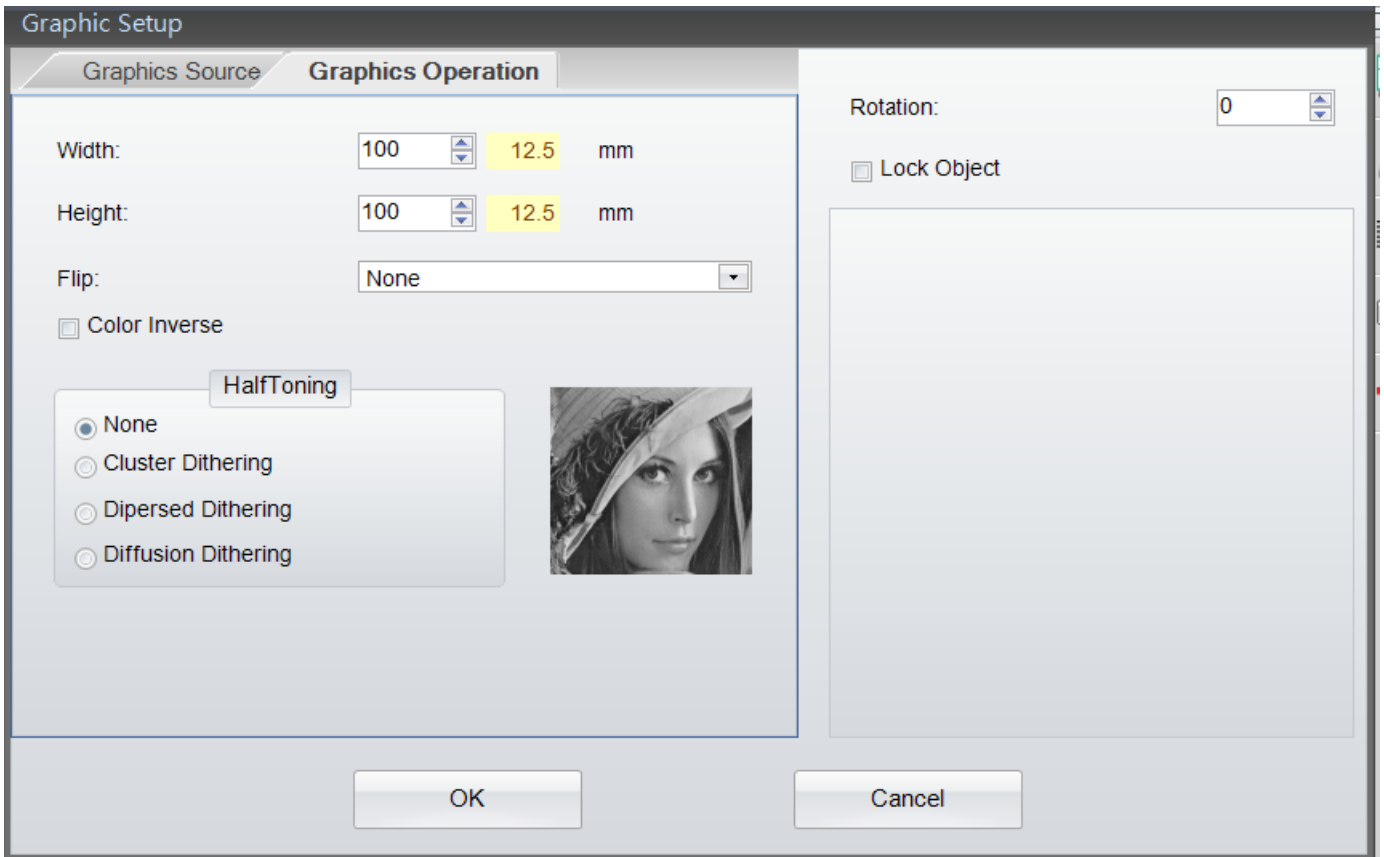 Graphic Setup
Graphics Source
Graphics Operation
Width:
100
12.5
mm
Height:
100
12.5
mm
Flip:
None
Color Inverse
HalfToning
None
Cluster Dithering
Dipersed Dithering
Diffusion Dithering
Rotation:
0
Lock Object
OK
Cancel